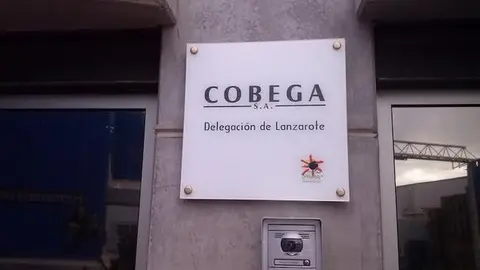 COBEGA
S.A.
Delegación de Lanzarote